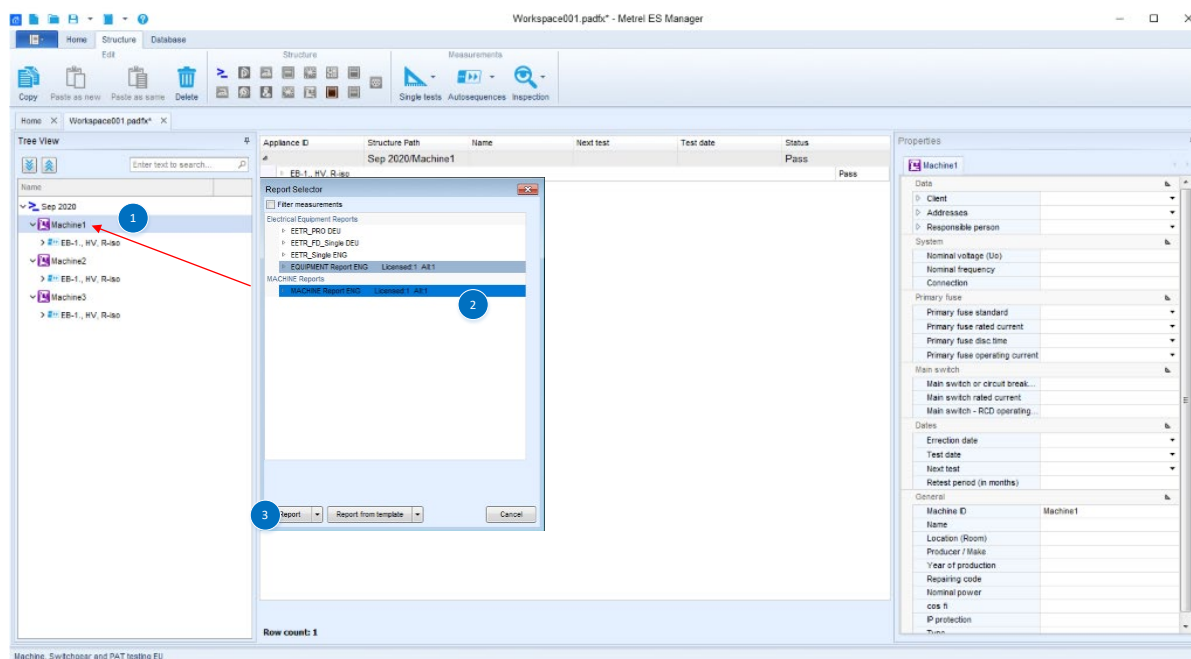 Workspace001.padfx* - Metrel ES Manager
Home Structure Database
Edit
Structure
Measurements
Copy Paste as new Paste as same Delete
Single tests Autosequences Inspection
Home Workspace001.padfx*
Tree View
Enter text to search...
Name
Sep 2020
Machine1
1
EB-1., HV, R-iso
Machine2
EB-1., HV, R-iso
Machine3
EB-1., HV, R-iso
Appliance ID Structure Path Name Next test Test date Status
Sep 2020/Machine1 Pass
EB-1., HV, R-iso Pass
Report Selector
Filter measurements
Electrical Equipment Reports
EETR_PRO DEU
EETR_FD_Single DEU
EETR_Single ENG
EQUIPMENT Report ENG Licensed:1 All:1
MACHINE Reports
MACHINE Report ENG Licensed:1 All:1
2
3 Report Report from template Cancel
Row count: 1
Properties
Machine1
Data
Client
Addresses
Responsible person
System
Nominal voltage (Uo)
Nominal frequency
Connection
Primary fuse
Primary fuse standard
Primary fuse rated current
Primary fuse disc.time
Primary fuse operating current
Main switch
Main switch or circuit break...
Main switch rated current
Main switch - RCD operating...
Dates
Errection date
Test date
Next test
Retest period (in months)
General
Machine ID Machine1
Name
Location (Room)
Producer / Make
Year of production
Repairing code
Nominal power
cos fi
IP protection
Type
Machine, Switchgear and PAT testing EU